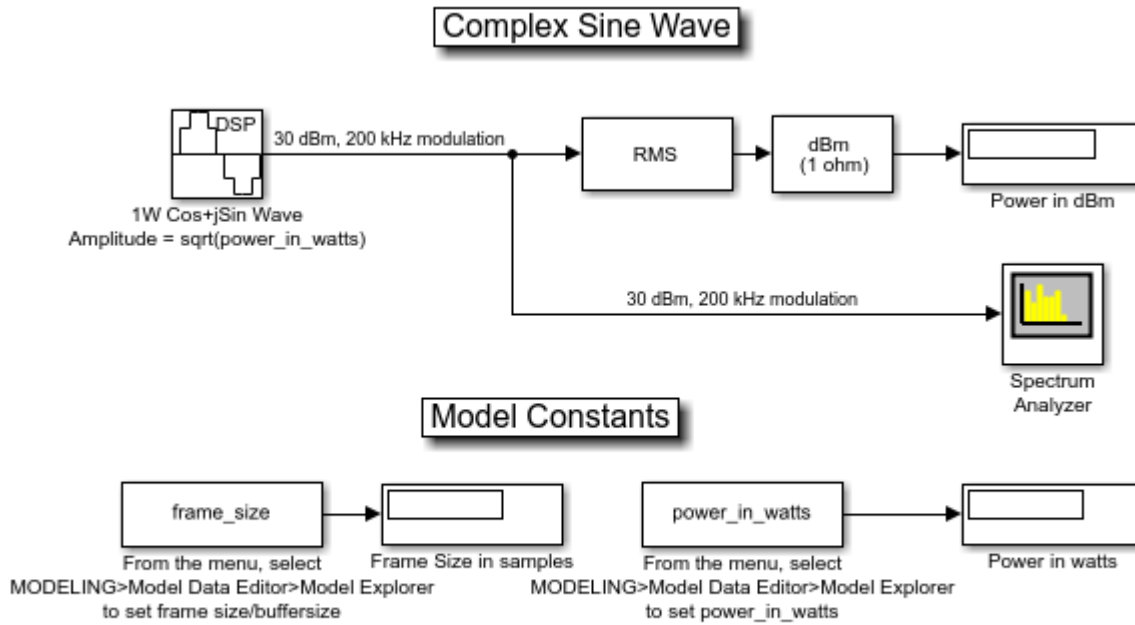 Complex Sine Wave
DSP
30 dBm, 200 kHz modulation
RMS
dBm
(1 ohm)
1W Cos+jSin Wave
Amplitude = sqrt(power_in_watts)
Power in dBm
30 dBm, 200 kHz modulation
Spectrum
Analyzer
Model Constants
frame_size
From the menu, select
MODELING>Model Data Editor>Model Explorer
to set frame size/buffersize
Frame Size in samples
power_in_watts
From the menu, select
MODELING>Model Data Editor>Model Explorer
to set power_in_watts
Power in watts